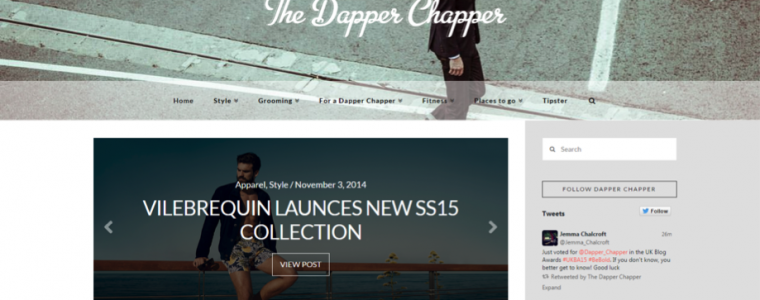 The Dapper Chapper
Home Style Grooming For a Dapper Chapper Fitness Places to go Tipster
Apparel, Style / November 3, 2014
VILEBREQUIN LAUNCES NEW SS15
COLLECTION
VIEW POST
Search
FOLLOW DAPPER CHAPPER
Tweets Follow
Jemma Chalcroft 26m
@Jemma_Chalcroft
Just voted for @Dapper_Chapper in the UK Blog
Awards #UKBA15 #Befluid. If you don't know, you
better get to know! Good luck
Retweeted by The Dapper Chapper
Expand